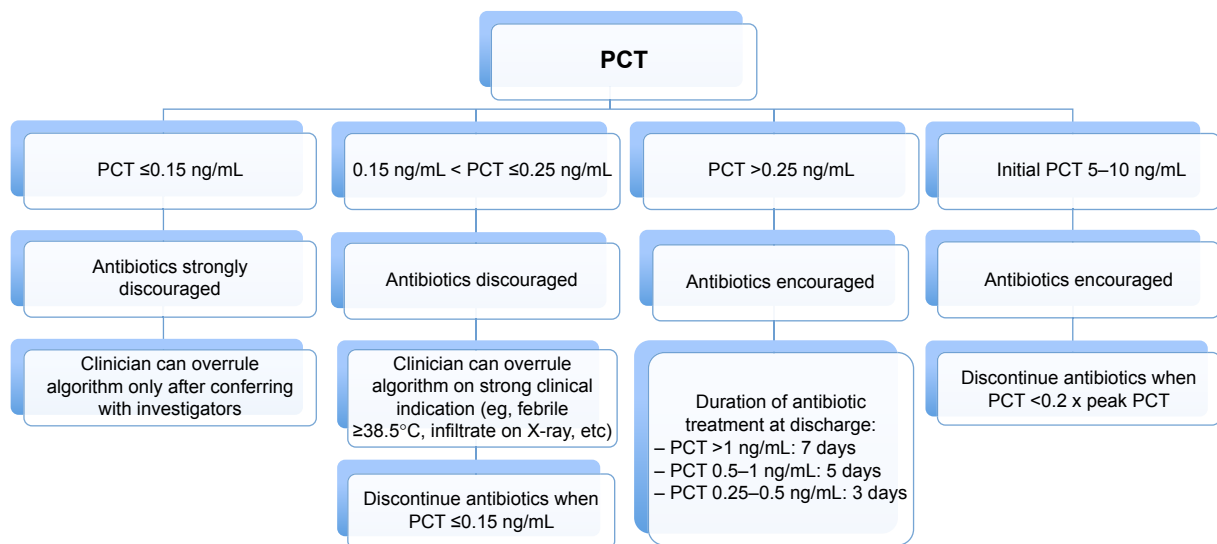 PCT
PCT ≤0.15 ng/mL
0.15 ng/mL < PCT ≤0.25 ng/mL
PCT >0.25 ng/mL
Initial PCT 5–10 ng/mL
Antibiotics strongly
discouraged
Antibiotics discouraged
Antibiotics encouraged
Antibiotics encouraged
Clinician can overrule
algorithm only after conferring
with investigators
Clinician can overrule
algorithm on strong clinical
indication (eg, febrile
≥38.5°C, infiltrate on X-ray, etc)
Duration of antibiotic
treatment at discharge:
– PCT >1 ng/mL: 7 days
– PCT 0.5–1 ng/mL: 5 days
– PCT 0.25–0.5 ng/mL: 3 days
Discontinue antibiotics when
PCT <0.2 x peak PCT
Discontinue antibiotics when
PCT ≤0.15 ng/mL